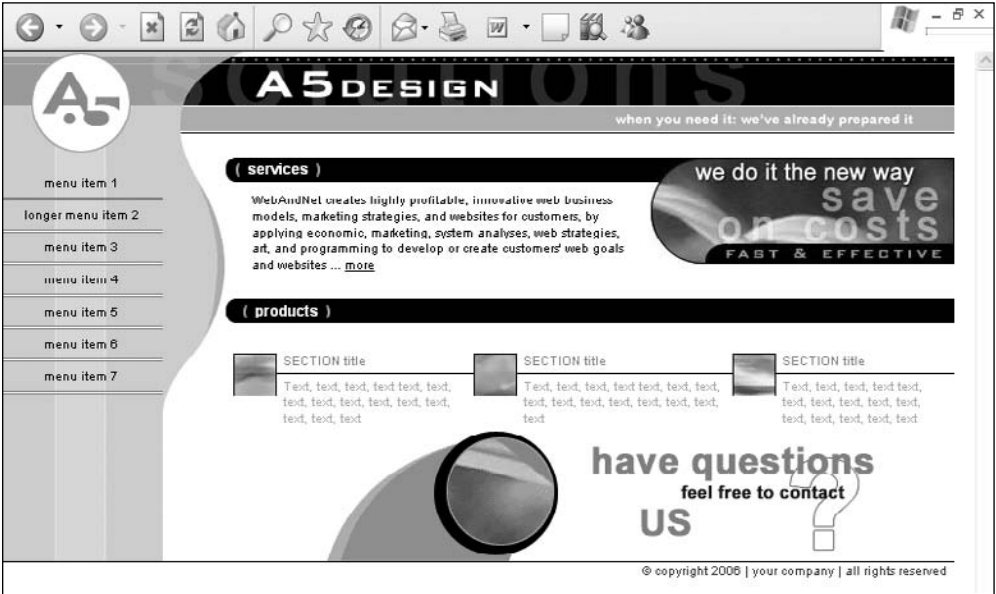 solutions
A5
A5DESIGN
when you need it: we've already prepared it
menu item 1
longer menu item 2
menu item 3
menu item 4
menu item 5
menu item 6
menu item 7
( services )
WebAndNet creates highly profitable, innovative web business
models, marketing strategies, and websites for customers, by
applying economic, marketing, system analyses, web strategies,
art, and programming to develop or create customers' web goals
and websites ... more
we do it the new way
save
on costs
FAST & EFFECTIVE
( products )
SECTION title
Text, text, text, text text, text,
text, text, text, text, text, text,
text, text, text
SECTION title
Text, text, text, text text, text, text,
text, text, text, text, text, text, text,
text
SECTION title
Text, text, text, text text,
text, text, text, text, text,
text, text, text, text, text
have questions
feel free to contact
US
?
© copyright 2006 | your company | all rights reserved